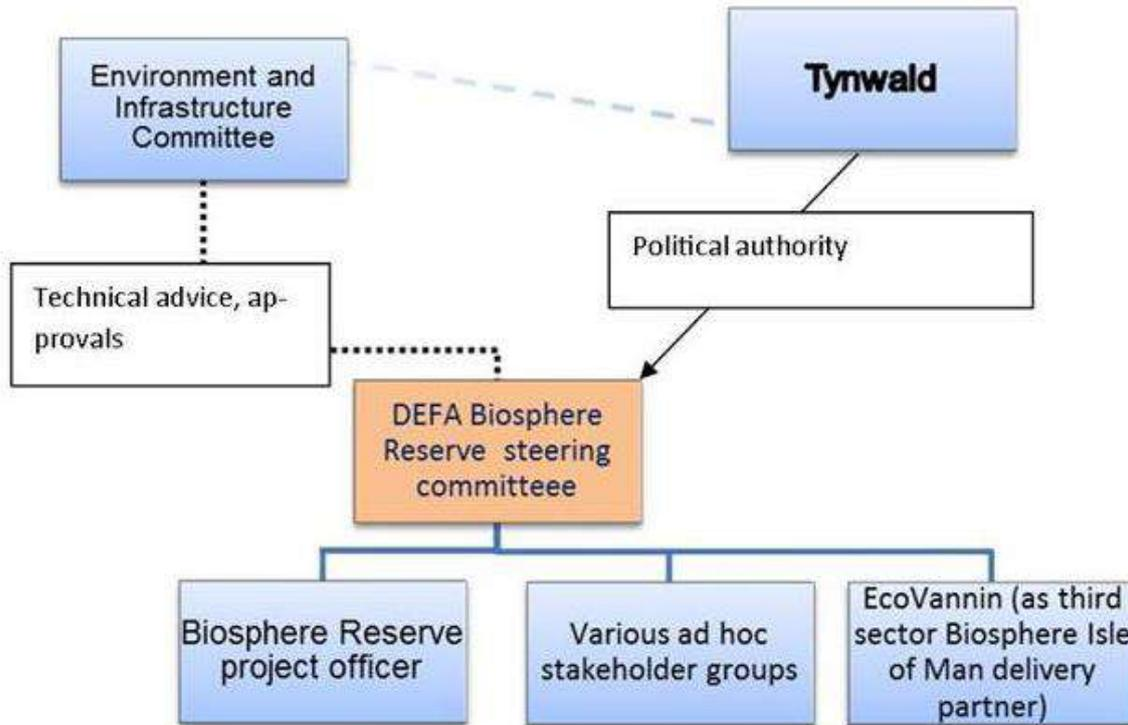 Environment and
Infrastructure
Committee
Tynwald
Political authority
Technical advice, ap-
provals
DEFA Biosphere
Reserve steering
committeee
Biosphere Reserve
project officer
Various ad hoc
stakeholder groups
EcoVannin (as third
sector Biosphere Isle
of Man delivery
partner)